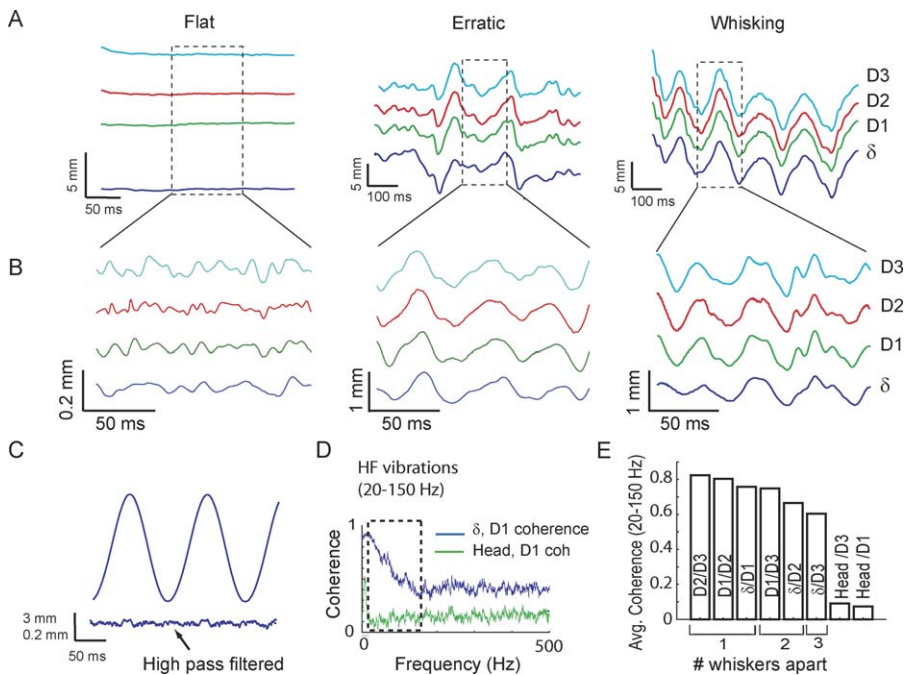 A
Flat
Erratic
Whisking
D3
D2
D1
δ
5 mm
50 ms
5 mm
100 ms
5 mm
100 ms
B
D3
D2
D1
δ
0.2 mm
50 ms
1 mm
50 ms
1 mm
50 ms
C
3 mm
0.2 mm
50 ms
High pass filtered
D
HF vibrations
(20-150 Hz)
δ, D1 coherence
Head, D1 coh
Coherence
1
0
0
500
Frequency (Hz)
E
Avg. Coherence (20-150 Hz)
0.8
0.4
0
D2/D3
D1/D2
δ/D1
D1/D3
δ/D2
δ/D3
Head /D3
Head /D1
1
2
3
# whiskers apart